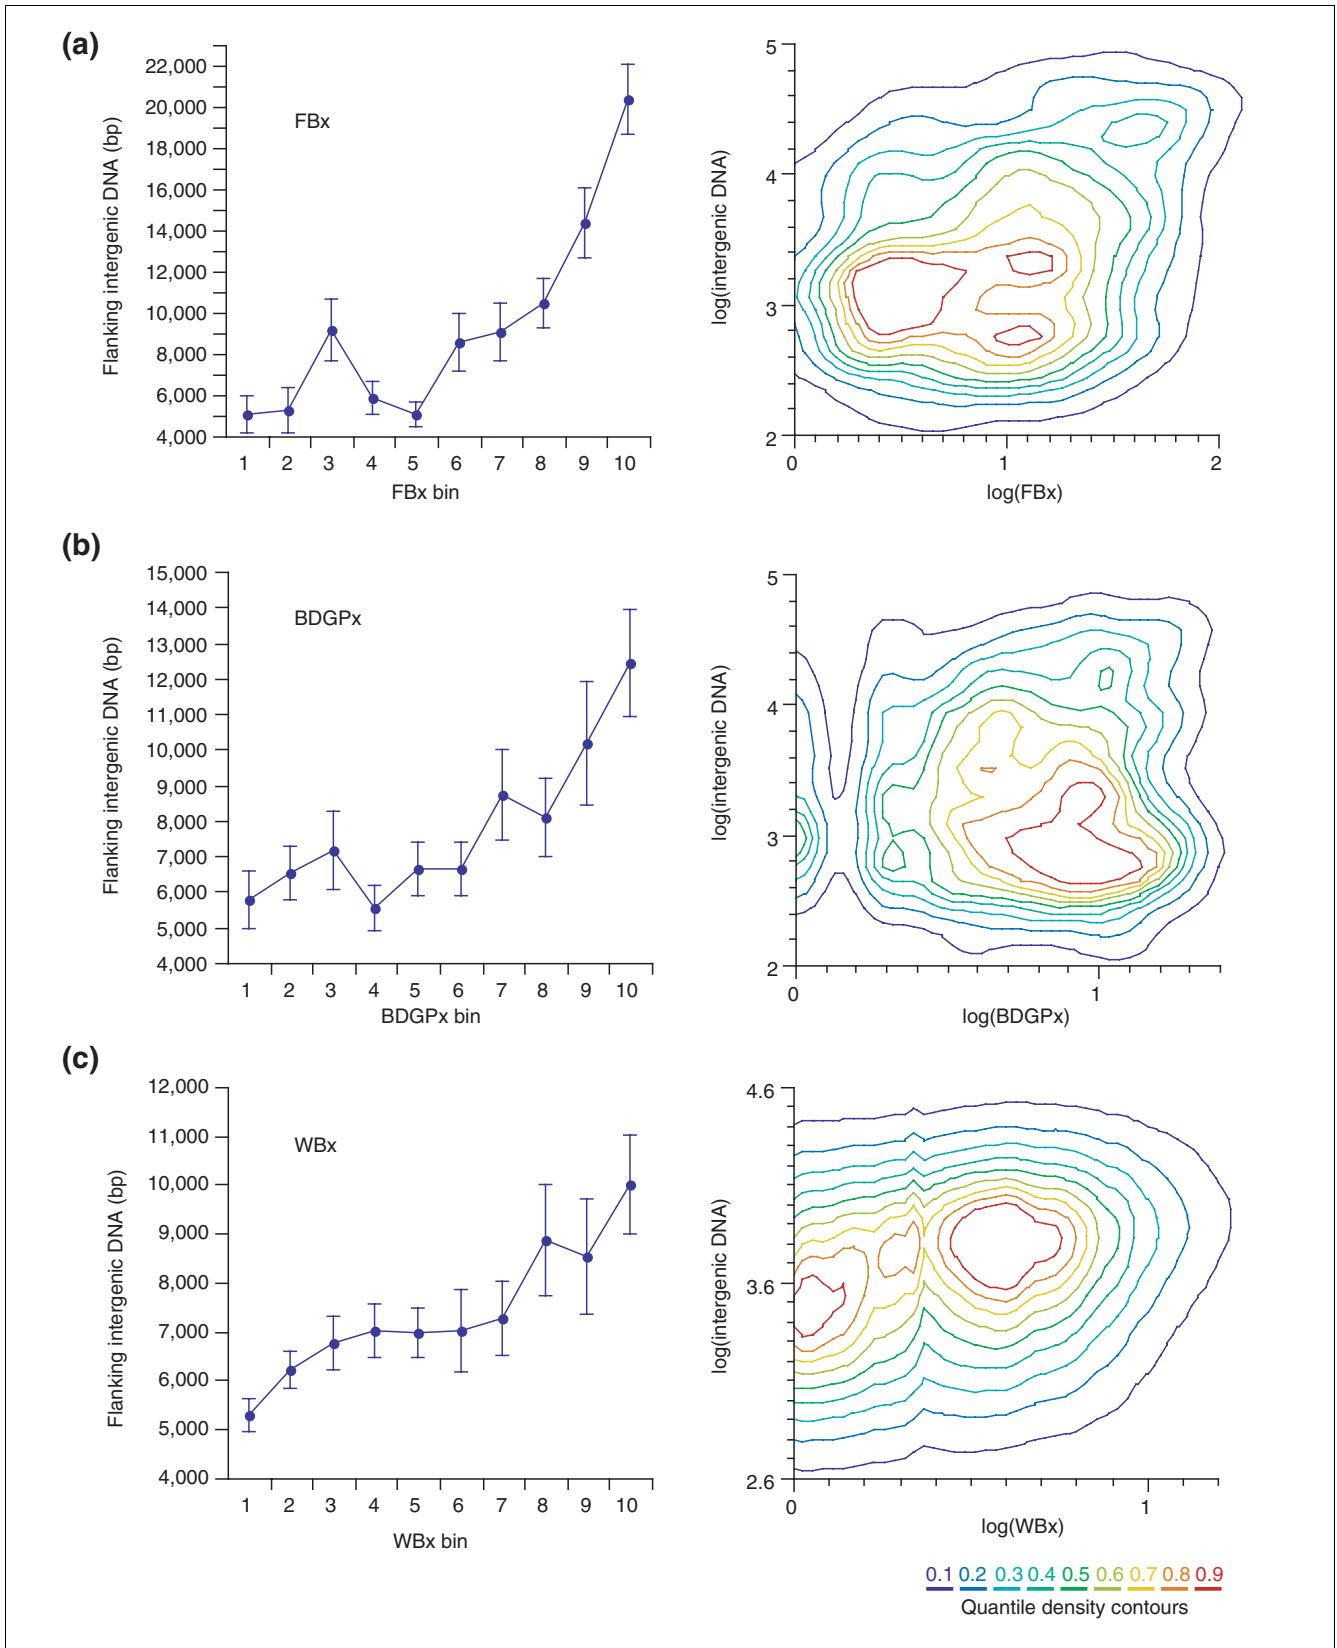 (a)
22,000
20,000
18,000
16,000
14,000
12,000
10,000
8,000
6,000
4,000
Flanking intergenic DNA (bp)
FBx
1 2 3 4 5 6 7 8 9 10
FBx bin
5
4
3
2
log(intergenic DNA)
0 1 2
log(FBx)
(b)
15,000
14,000
13,000
12,000
11,000
10,000
9,000
8,000
7,000
6,000
5,000
4,000
Flanking intergenic DNA (bp)
BDGPx
1 2 3 4 5 6 7 8 9 10
BDGPx bin
5
4
3
2
log(intergenic DNA)
0 1
log(BDGPx)
(c)
12,000
11,000
10,000
9,000
8,000
7,000
6,000
5,000
4,000
Flanking intergenic DNA (bp)
WBx
1 2 3 4 5 6 7 8 9 10
WBx bin
4.6
3.6
2.6
log(intergenic DNA)
0 1
log(WBx)
0.1 0.2 0.3 0.4 0.5 0.6 0.7 0.8 0.9
Quantile density contours